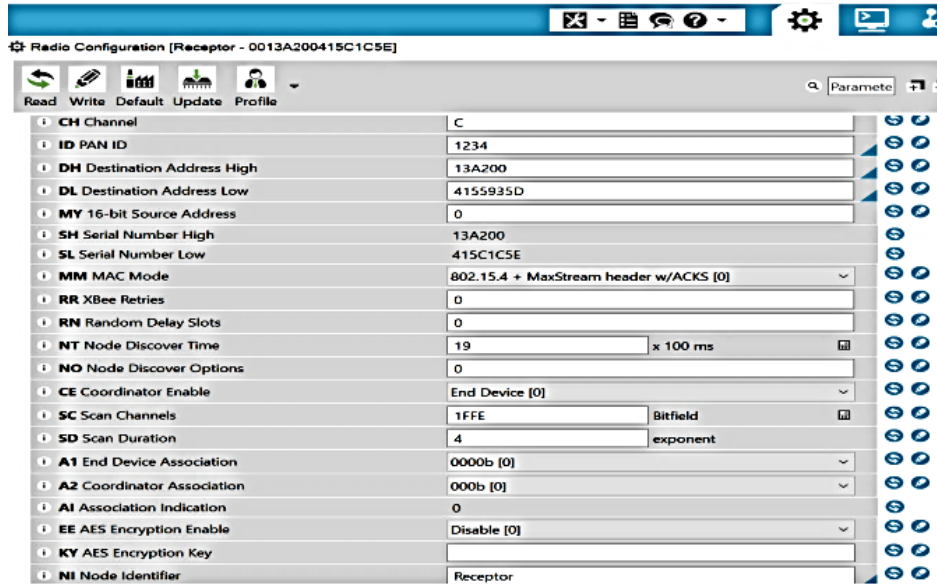 Radio Configuration [Receptor - 0013A200415C1C5E]
Read Write Default Update Profile
Paramete
CH Channel C
ID PAN ID 1234
DH Destination Address High 13A200
DL Destination Address Low 4155935D
MY 16-bit Source Address 0
SH Serial Number High 13A200
SL Serial Number Low 415C1C5E
MM MAC Mode 802.15.4 + MaxStream header w/ACKS [0]
RR XBee Retries 0
RN Random Delay Slots 0
NT Node Discover Time 19 x 100 ms
NO Node Discover Options 0
CE Coordinator Enable End Device [0]
SC Scan Channels 1FFE Bitfield
SD Scan Duration 4 exponent
A1 End Device Association 0000b [0]
A2 Coordinator Association 000b [0]
AI Association Indication 0
EE AES Encryption Enable Disable [0]
KY AES Encryption Key
NI Node Identifier Receptor